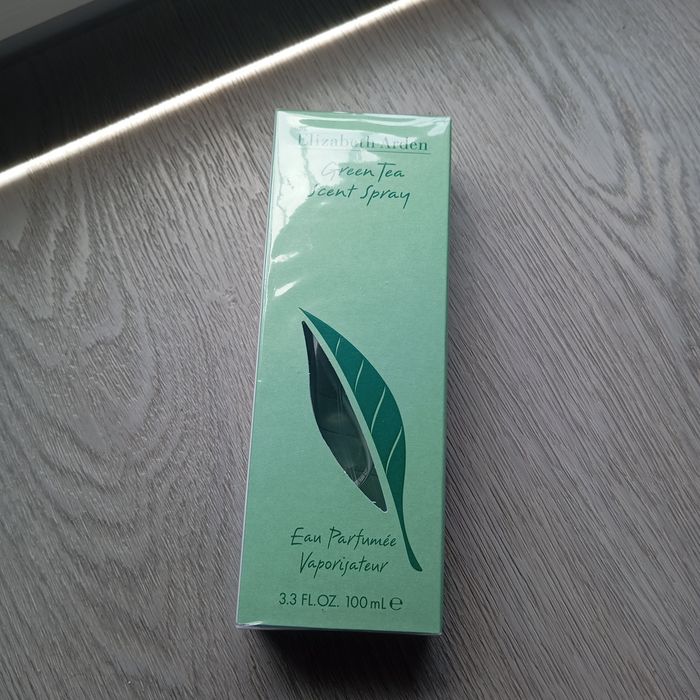 Elizabeth Arden
Green Tea
Scent Spray
Eau Parfumée
Vaporisateur
3.3 FL.OZ. 100 mL ℮